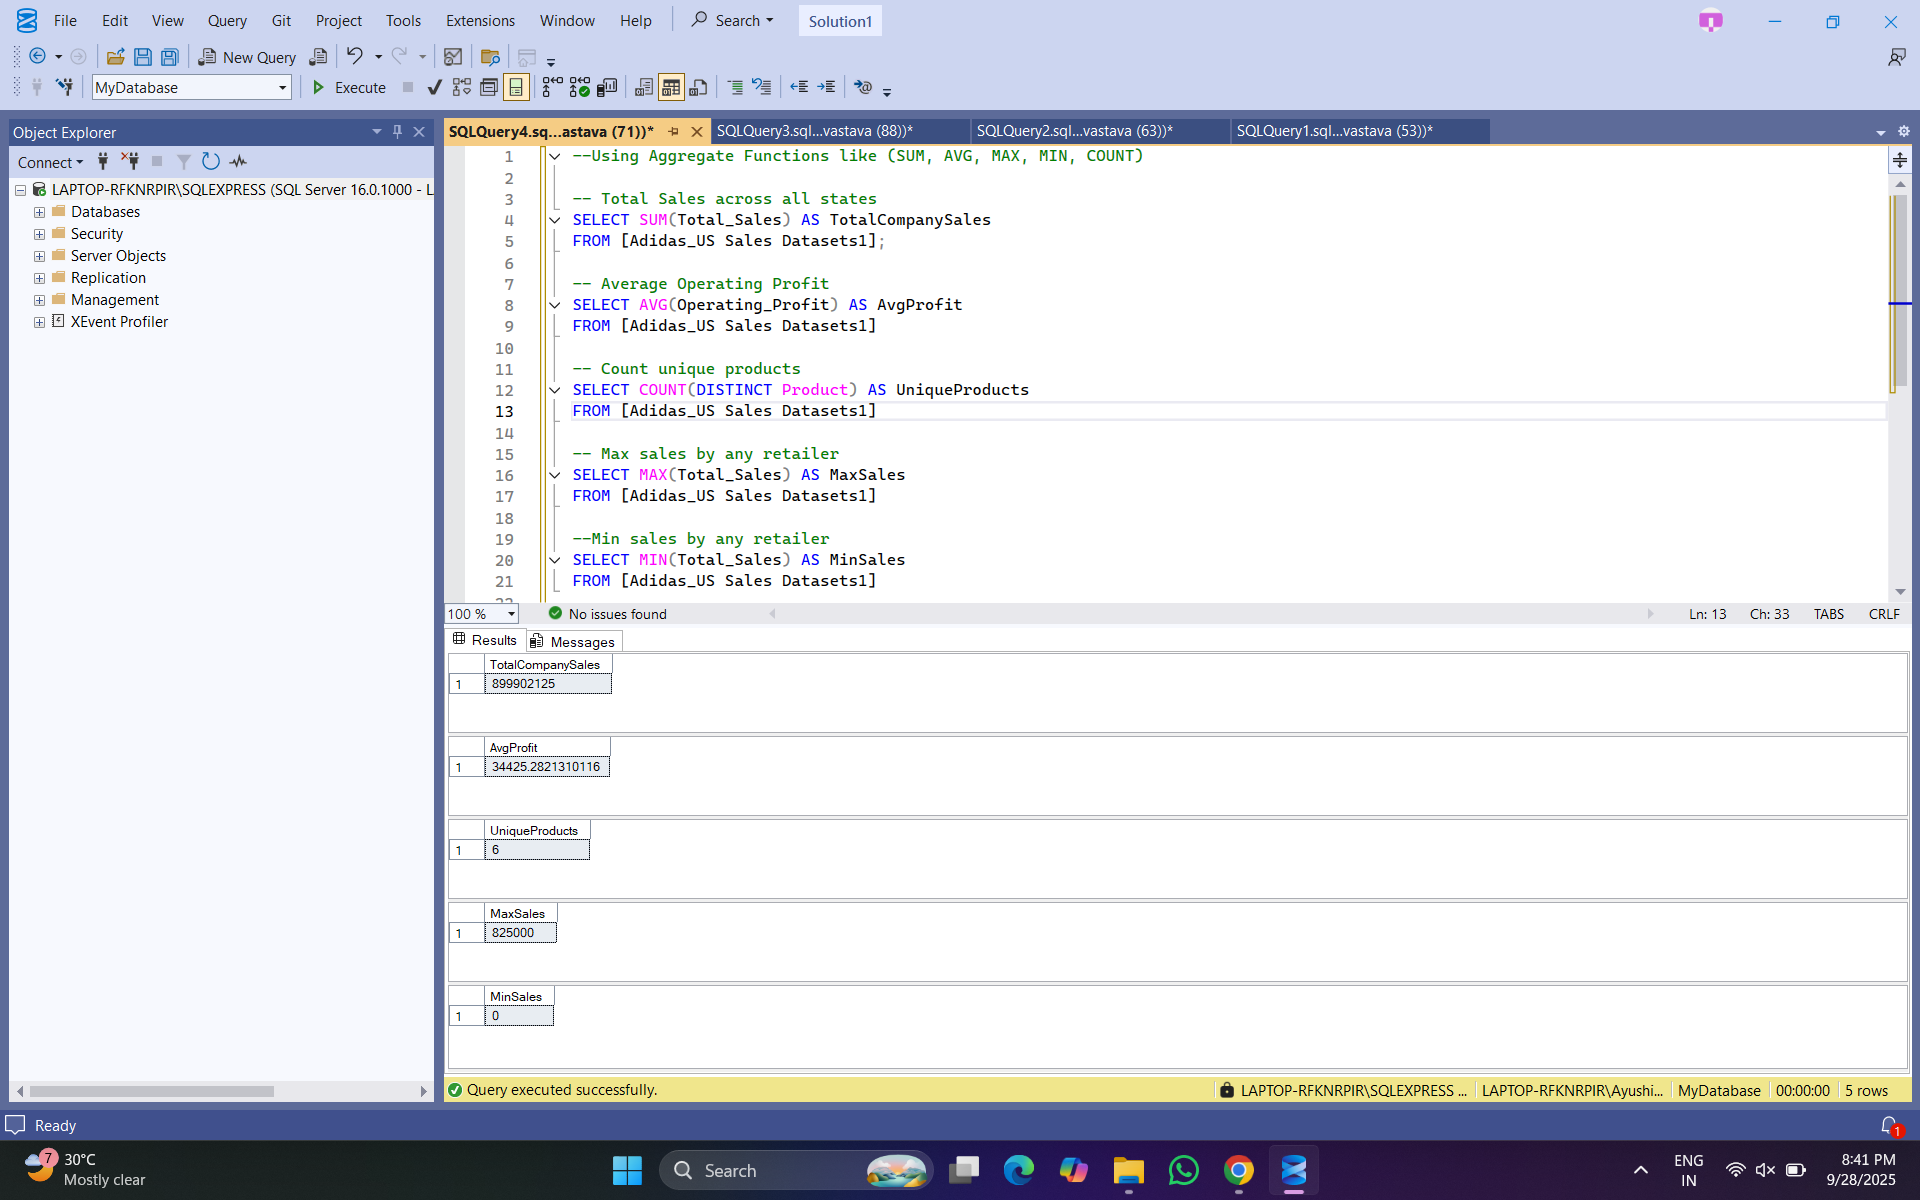 File Edit View Query Git Project Tools Extensions Window Help Search Solution1
New Query
MyDatabase Execute
Object Explorer
Connect
LAPTOP-RFKNRPIR\SQLEXPRESS (SQL Server 16.0.1000 - L
Databases
Security
Server Objects
Replication
Management
XEvent Profiler
SQLQuery4.sq...astava (71))* SQLQuery3.sql...vastava (88))* SQLQuery2.sql...vastava (63))* SQLQuery1.sql...vastava (53))*
1 --Using Aggregate Functions like (SUM, AVG, MAX, MIN, COUNT)
2
3 -- Total Sales across all states
4 SELECT SUM(Total_Sales) AS TotalCompanySales
5 FROM [Adidas_US Sales Datasets1];
6
7 -- Average Operating Profit
8 SELECT AVG(Operating_Profit) AS AvgProfit
9 FROM [Adidas_US Sales Datasets1]
10
11 -- Count unique products
12 SELECT COUNT(DISTINCT Product) AS UniqueProducts
13 FROM [Adidas_US Sales Datasets1]
14
15 -- Max sales by any retailer
16 SELECT MAX(Total_Sales) AS MaxSales
17 FROM [Adidas_US Sales Datasets1]
18
19 --Min sales by any retailer
20 SELECT MIN(Total_Sales) AS MinSales
21 FROM [Adidas_US Sales Datasets1]
100 % No issues found Ln: 13 Ch: 33 TABS CRLF
Results Messages
TotalCompanySales
1 899902125
AvgProfit
1 34425.2821310116
UniqueProducts
1 6
MaxSales
1 825000
MinSales
1 0
Query executed successfully. LAPTOP-RFKNRPIR\SQLEXPRESS ... LAPTOP-RFKNRPIR\Ayushi... MyDatabase 00:00:00 5 rows
Ready 1
7 30°C
Mostly clear
Search
ENG
IN
8:41 PM
9/28/2025